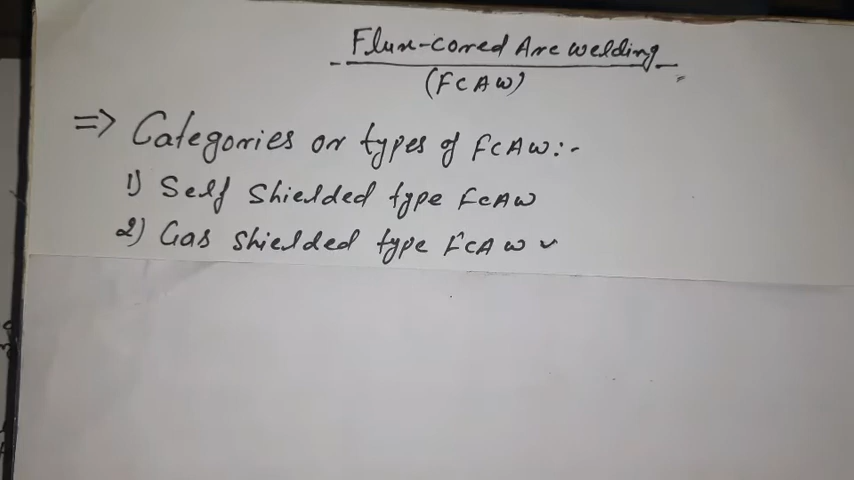 Flux-cored Arc welding
(FCAW)
=> Categories or types of FCAW:-
1) Self Shielded type FCAW
2) Gas Shielded type FCAW